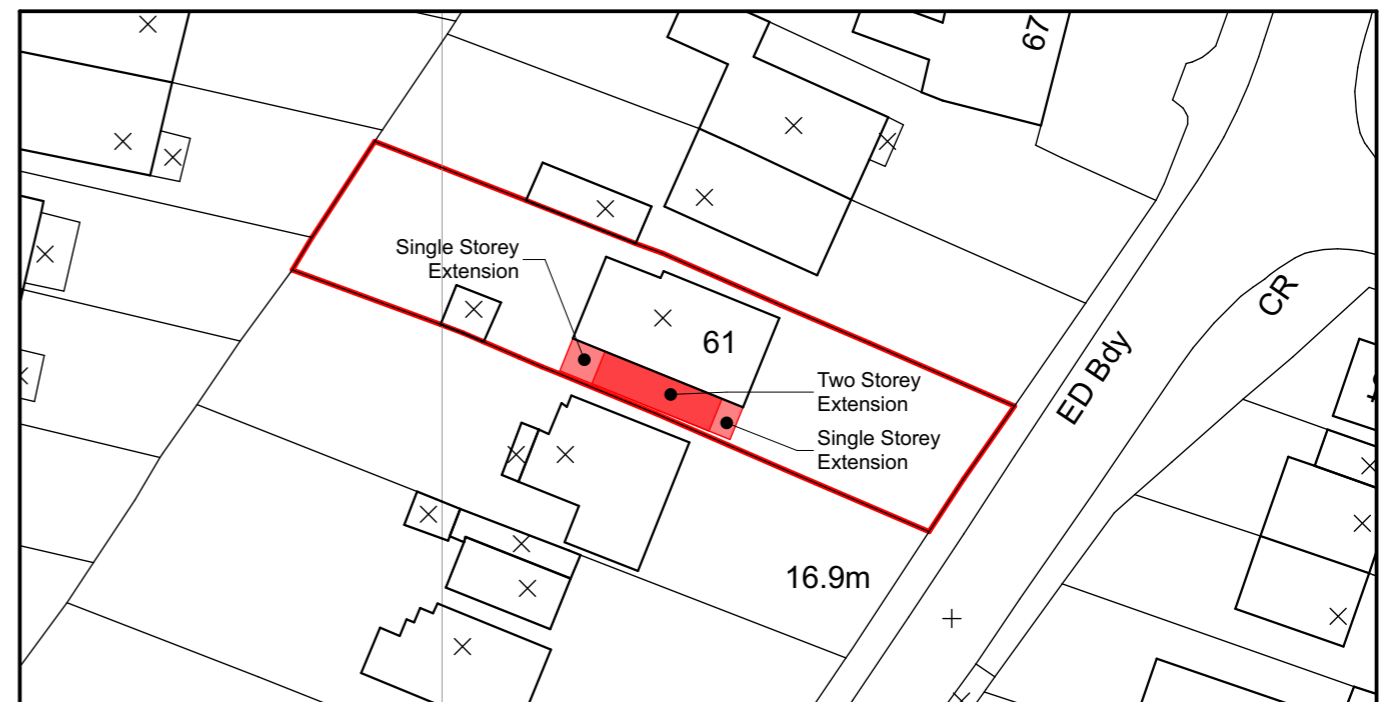 67
Single Storey
Extension
61
CR
ED Bdy
Two Storey
Extension
Single Storey
Extension
16.9m